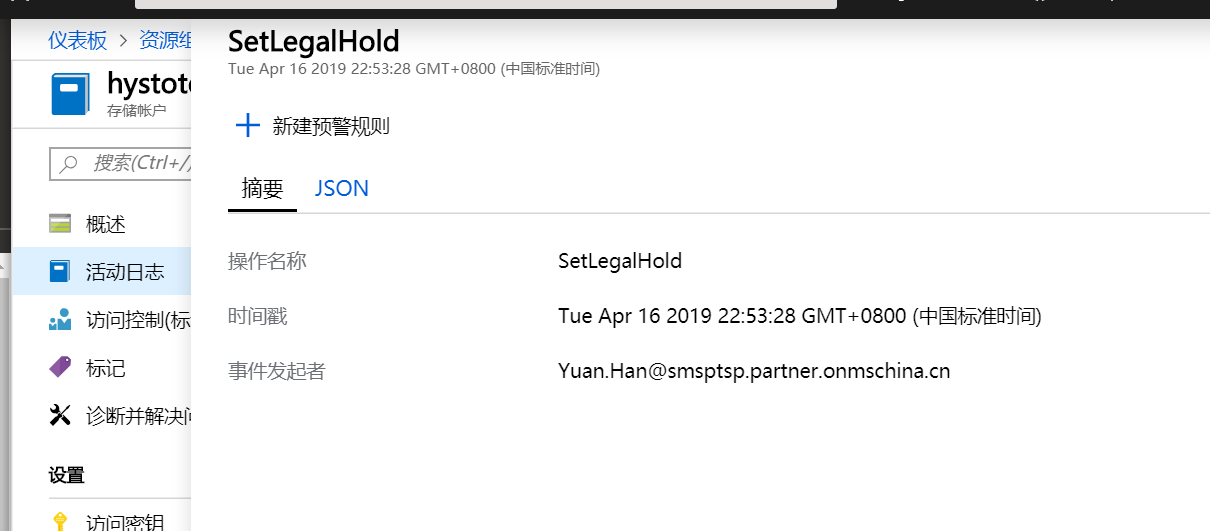 仪表板 > 资源组
hystot
存储帐户
搜索(Ctrl+/)
概述
活动日志
访问控制(标
标记
诊断并解决问
设置
访问密钥
SetLegalHold
Tue Apr 16 2019 22:53:28 GMT+0800 (中国标准时间)
新建预警规则
摘要 JSON
操作名称 SetLegalHold
时间戳 Tue Apr 16 2019 22:53:28 GMT+0800 (中国标准时间)
事件发起者 Yuan.Han@smsptsp.partner.onmschina.cn